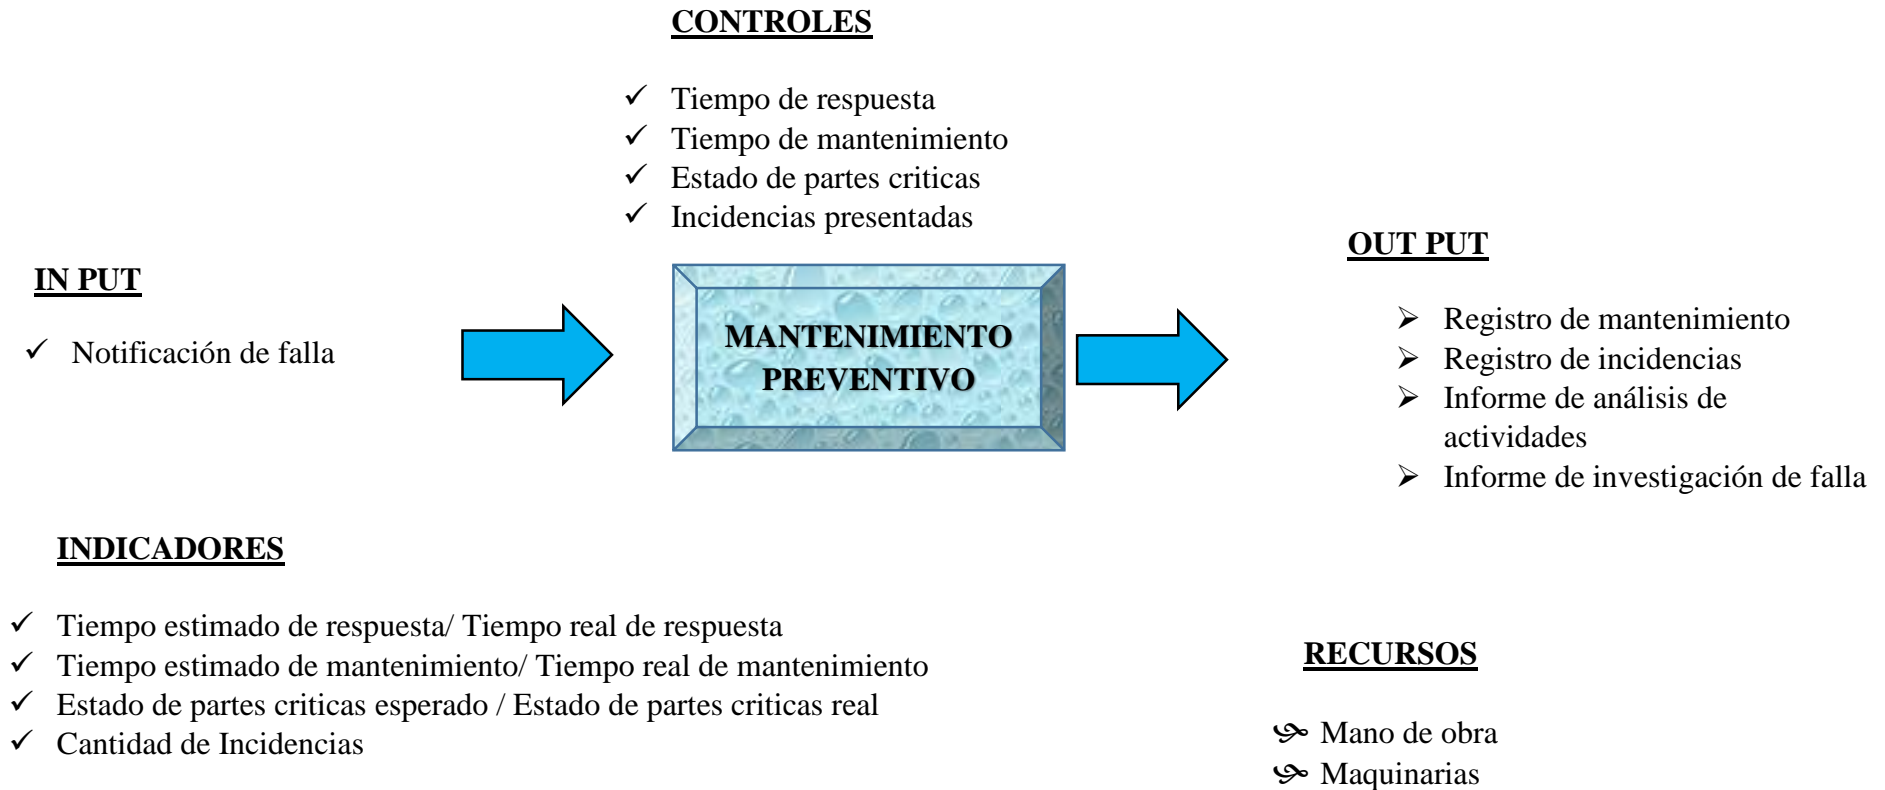 CONTROLES
✓ Tiempo de respuesta
✓ Tiempo de mantenimiento
✓ Estado de partes criticas
✓ Incidencias presentadas
IN PUT
✓ Notificación de falla
MANTENIMIENTO
PREVENTIVO
OUT PUT
➢ Registro de mantenimiento
➢ Registro de incidencias
➢ Informe de análisis de
actividades
➢ Informe de investigación de falla
INDICADORES
✓ Tiempo estimado de respuesta/ Tiempo real de respuesta
✓ Tiempo estimado de mantenimiento/ Tiempo real de mantenimiento
✓ Estado de partes criticas esperado / Estado de partes criticas real
✓ Cantidad de Incidencias
RECURSOS
Mano de obra
Maquinarias